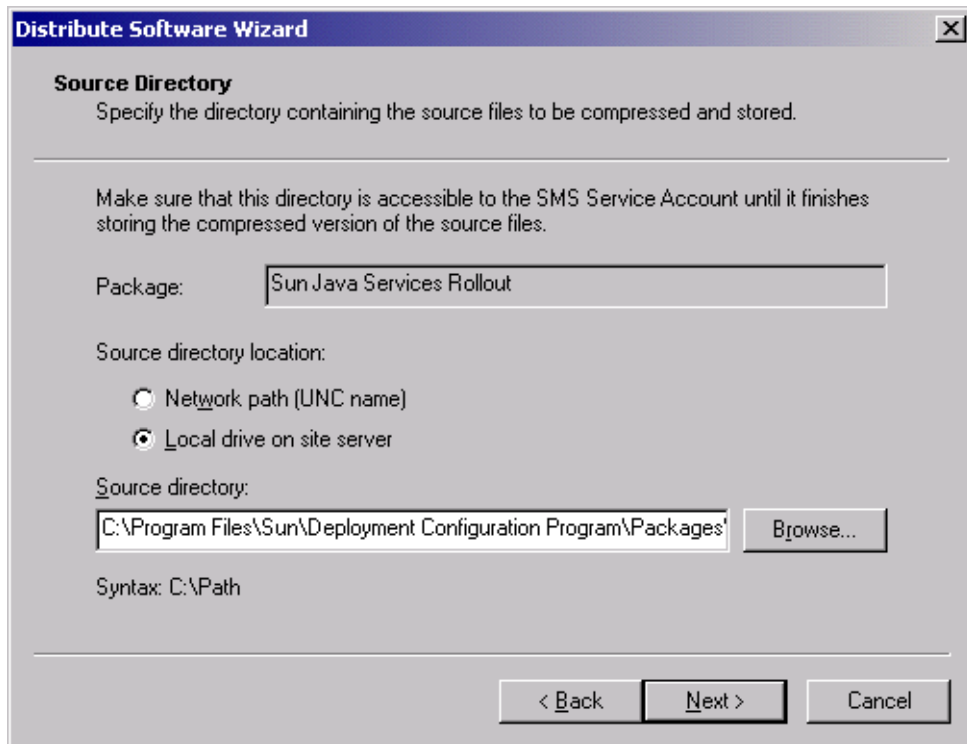 Distribute Software Wizard
Source Directory
Specify the directory containing the source files to be compressed and stored.
Make sure that this directory is accessible to the SMS Service Account until it finishes
storing the compressed version of the source files.
Package: Sun Java Services Rollout
Source directory location:
Network path (UNC name)
Local drive on site server
Source directory:
C:\Program Files\Sun\Deployment Configuration Program\Packages\ Browse...
Syntax: C:\Path
< Back Next > Cancel